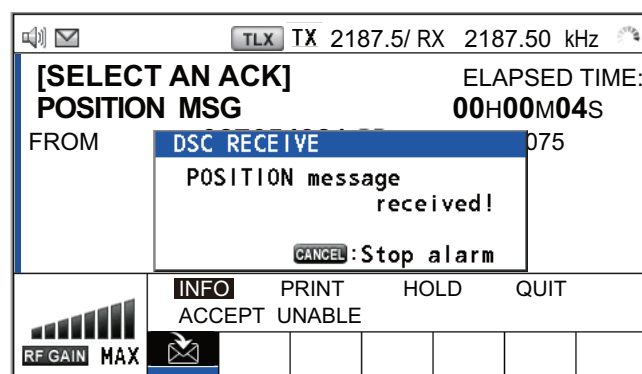 TLX TX 2187.5/ RX 2187.50 kHz
[SELECT AN ACK] ELAPSED TIME:
POSITION MSG 00H00M04S
FROM 075
DSC RECEIVE
POSITION message
received!
CANCEL:Stop alarm
INFO PRINT HOLD QUIT
ACCEPT UNABLE
RF GAIN MAX